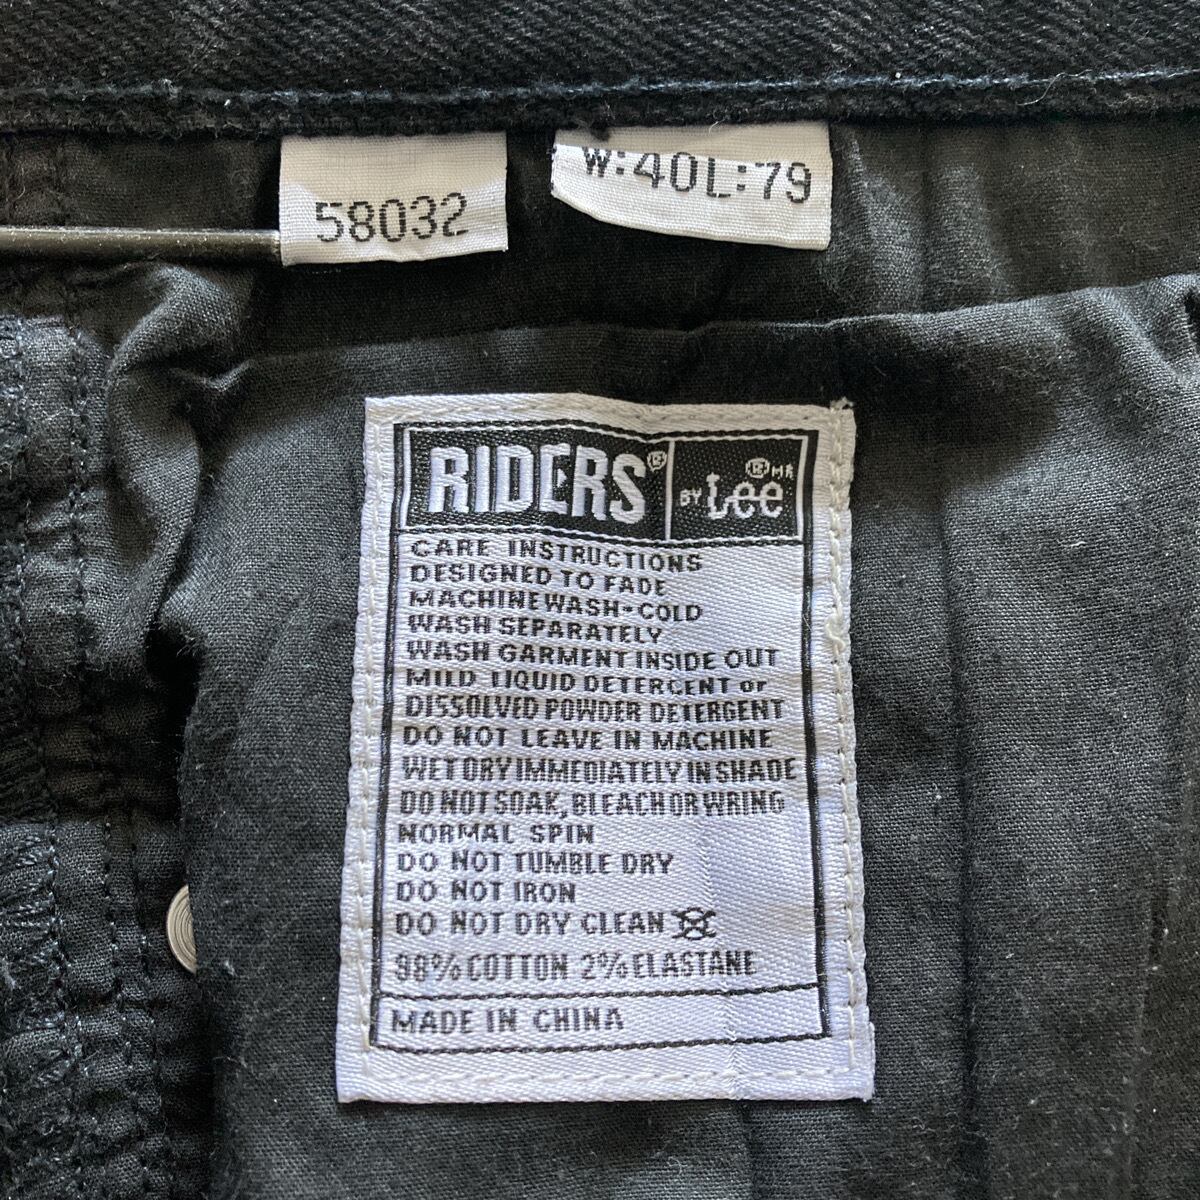 58032
W:40L:79
RIDERS® BY Lee ® MR
CARE INSTRUCTIONS
DESIGNED TO FADE
MACHINE WASH-COLD
WASH SEPARATELY
WASH GARMENT INSIDE OUT
MILD LIQUID DETERGENT or
DISSOLVED POWDER DETERGENT
DO NOT LEAVE IN MACHINE
WET DRY IMMEDIATELY IN SHADE
DO NOT SOAK, BLEACH OR WRING
NORMAL SPIN
DO NOT TUMBLE DRY
DO NOT IRON
DO NOT DRY CLEAN
98% COTTON 2% ELASTANE
MADE IN CHINA